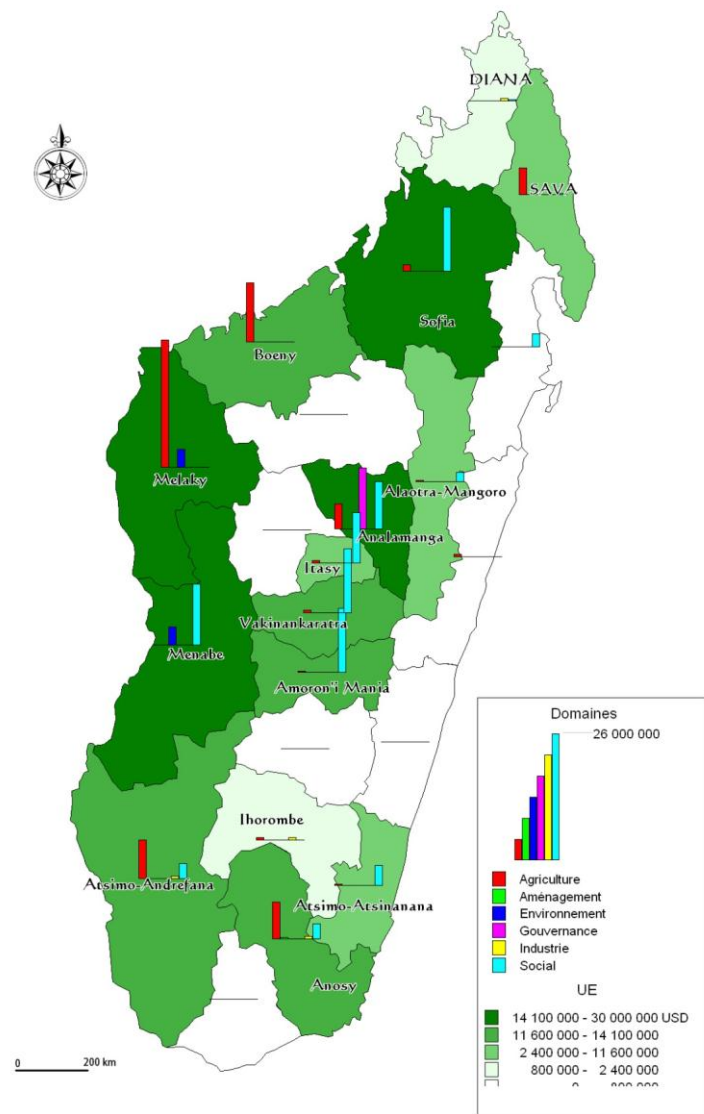 DIANA
SAVA
Sofia
Boeny
Melaky
Alaotra-Mangoro
Analamanga
Itasy
Vakinankaratra
Menabe
Amoron'i Mania
Ihorombe
Atsimo-Andrefana
Atsimo-Atsinanana
Anosy
Domaines
26 000 000
Agriculture
Aménagement
Environnement
Gouvernance
Industrie
Social
UE
14 100 000 - 30 000 000 USD
11 600 000 - 14 100 000
2 400 000 - 11 600 000
800 000 - 2 400 000
0 200 km